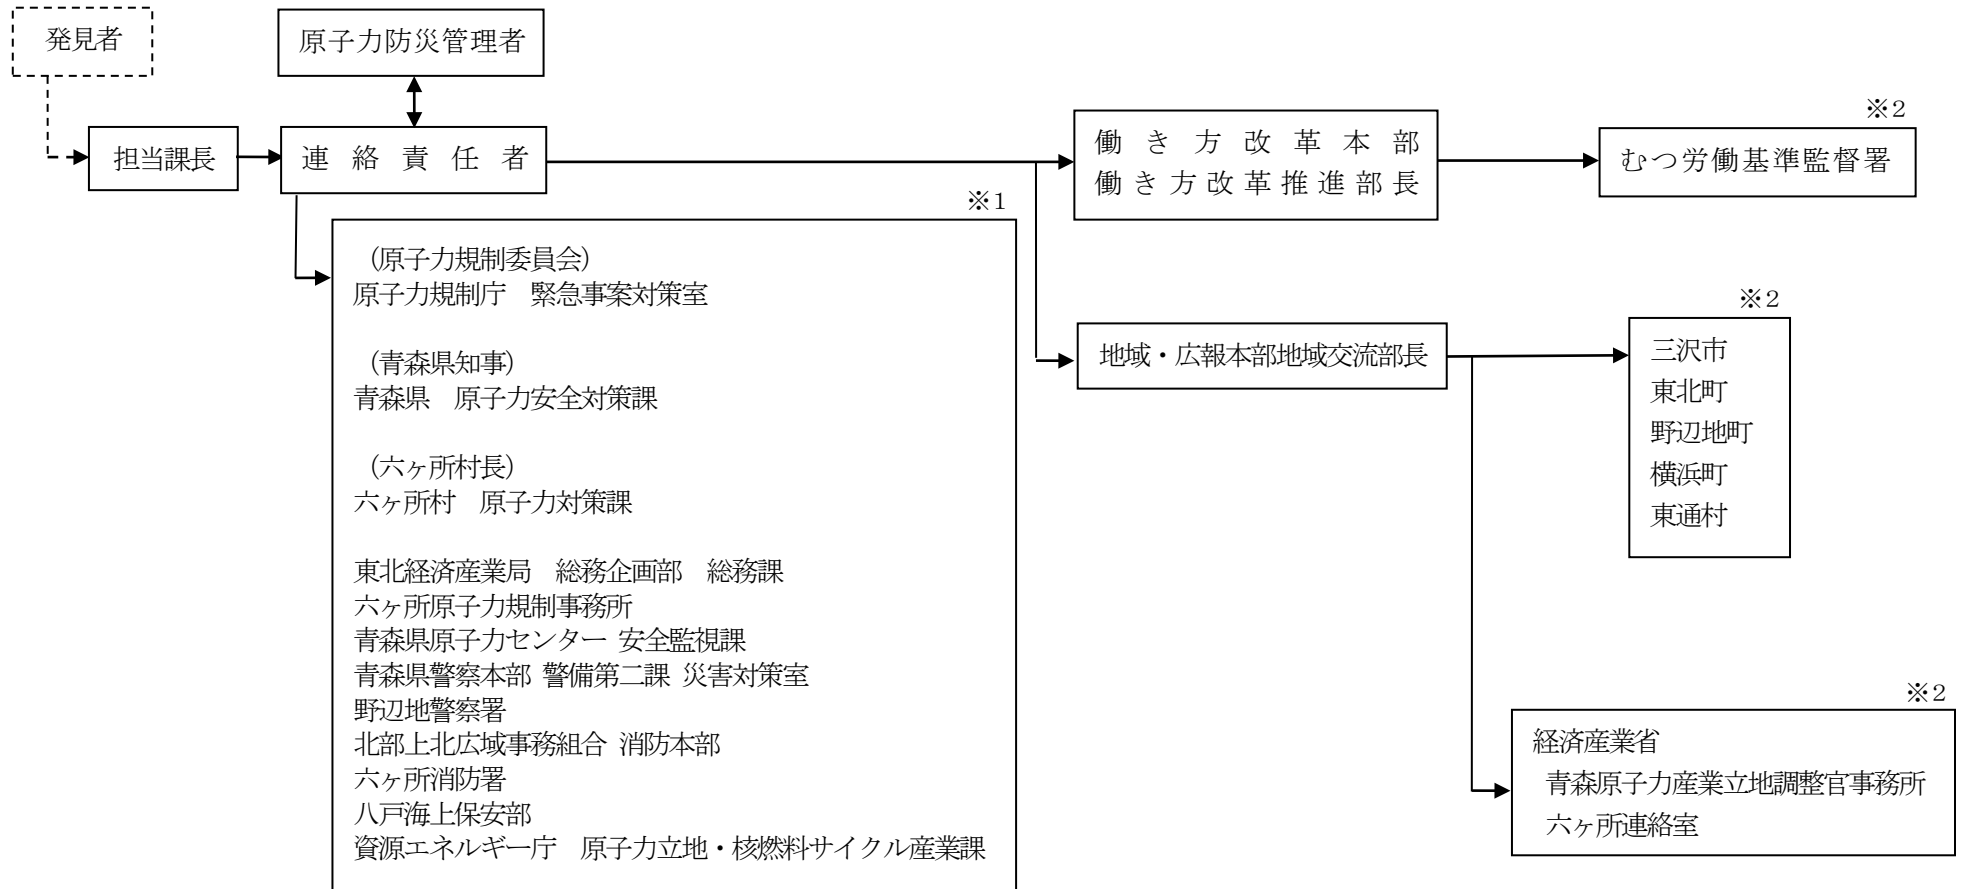 発見者
原子力防災管理者
担当課長
連絡責任者
働き方改革本部
働き方改革推進部長
※2
むつ労働基準監督署
※1
（原子力規制委員会）
原子力規制庁　緊急事案対策室
（青森県知事）
青森県　原子力安全対策課
（六ヶ所村長）
六ヶ所村　原子力対策課
東北経済産業局　総務企画部　総務課
六ヶ所原子力規制事務所
青森県原子力センター 安全監視課
青森県警察本部 警備第二課 災害対策室
野辺地警察署
北部上北広域事務組合 消防本部
六ヶ所消防署
八戸海上保安部
資源エネルギー庁　原子力立地・核燃料サイクル産業課
地域・広報本部地域交流部長
※2
三沢市
東北町
野辺地町
横浜町
東通村
※2
経済産業省
青森原子力産業立地調整官事務所
六ヶ所連絡室